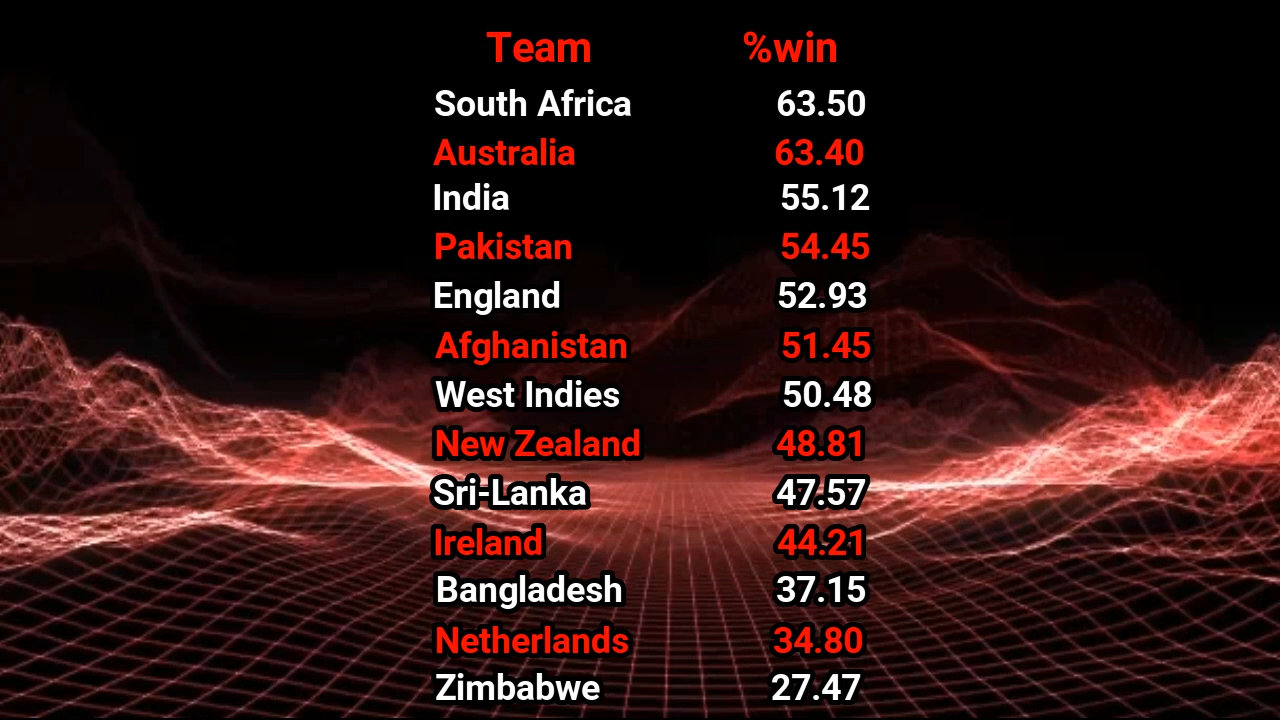 Team %win
South Africa 63.50
Australia 63.40
India 55.12
Pakistan 54.45
England 52.93
Afghanistan 51.45
West Indies 50.48
New Zealand 48.81
Sri-Lanka 47.57
Ireland 44.21
Bangladesh 37.15
Netherlands 34.80
Zimbabwe 27.47